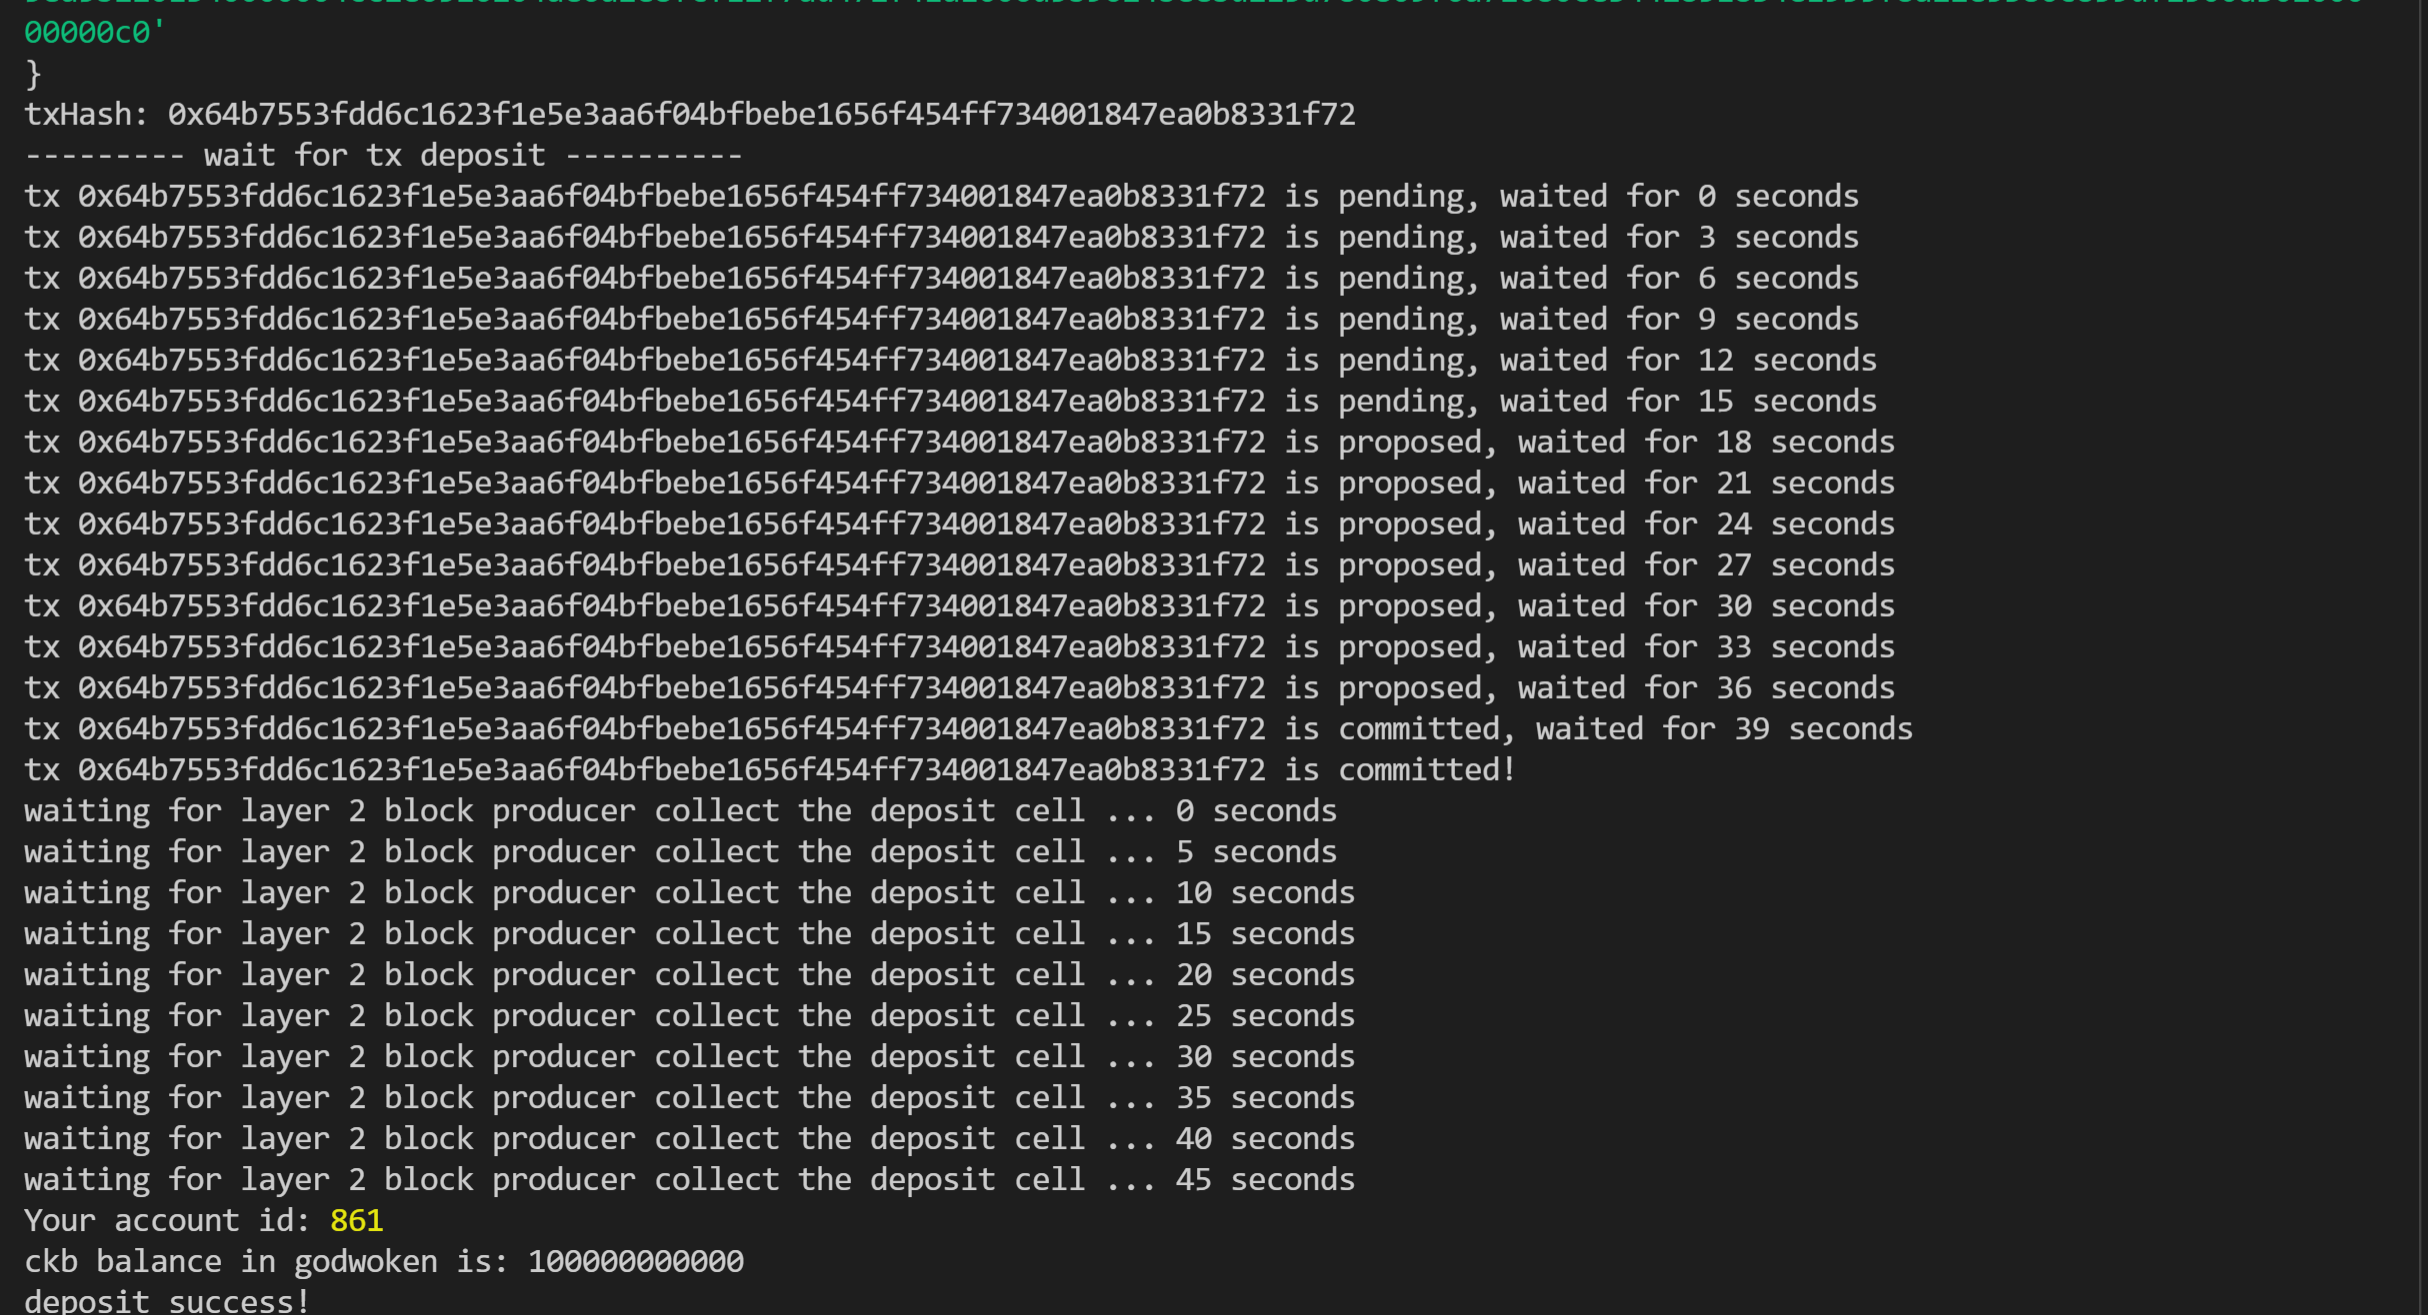 00000c0'
}
txHash: 0x64b7553fdd6c1623f1e5e3aa6f04bfbebe1656f454ff734001847ea0b8331f72
--------- wait for tx deposit ----------
tx 0x64b7553fdd6c1623f1e5e3aa6f04bfbebe1656f454ff734001847ea0b8331f72 is pending, waited for 0 seconds
tx 0x64b7553fdd6c1623f1e5e3aa6f04bfbebe1656f454ff734001847ea0b8331f72 is pending, waited for 3 seconds
tx 0x64b7553fdd6c1623f1e5e3aa6f04bfbebe1656f454ff734001847ea0b8331f72 is pending, waited for 6 seconds
tx 0x64b7553fdd6c1623f1e5e3aa6f04bfbebe1656f454ff734001847ea0b8331f72 is pending, waited for 9 seconds
tx 0x64b7553fdd6c1623f1e5e3aa6f04bfbebe1656f454ff734001847ea0b8331f72 is pending, waited for 12 seconds
tx 0x64b7553fdd6c1623f1e5e3aa6f04bfbebe1656f454ff734001847ea0b8331f72 is pending, waited for 15 seconds
tx 0x64b7553fdd6c1623f1e5e3aa6f04bfbebe1656f454ff734001847ea0b8331f72 is proposed, waited for 18 seconds
tx 0x64b7553fdd6c1623f1e5e3aa6f04bfbebe1656f454ff734001847ea0b8331f72 is proposed, waited for 21 seconds
tx 0x64b7553fdd6c1623f1e5e3aa6f04bfbebe1656f454ff734001847ea0b8331f72 is proposed, waited for 24 seconds
tx 0x64b7553fdd6c1623f1e5e3aa6f04bfbebe1656f454ff734001847ea0b8331f72 is proposed, waited for 27 seconds
tx 0x64b7553fdd6c1623f1e5e3aa6f04bfbebe1656f454ff734001847ea0b8331f72 is proposed, waited for 30 seconds
tx 0x64b7553fdd6c1623f1e5e3aa6f04bfbebe1656f454ff734001847ea0b8331f72 is proposed, waited for 33 seconds
tx 0x64b7553fdd6c1623f1e5e3aa6f04bfbebe1656f454ff734001847ea0b8331f72 is proposed, waited for 36 seconds
tx 0x64b7553fdd6c1623f1e5e3aa6f04bfbebe1656f454ff734001847ea0b8331f72 is committed, waited for 39 seconds
tx 0x64b7553fdd6c1623f1e5e3aa6f04bfbebe1656f454ff734001847ea0b8331f72 is committed!
waiting for layer 2 block producer collect the deposit cell ... 0 seconds
waiting for layer 2 block producer collect the deposit cell ... 5 seconds
waiting for layer 2 block producer collect the deposit cell ... 10 seconds
waiting for layer 2 block producer collect the deposit cell ... 15 seconds
waiting for layer 2 block producer collect the deposit cell ... 20 seconds
waiting for layer 2 block producer collect the deposit cell ... 25 seconds
waiting for layer 2 block producer collect the deposit cell ... 30 seconds
waiting for layer 2 block producer collect the deposit cell ... 35 seconds
waiting for layer 2 block producer collect the deposit cell ... 40 seconds
waiting for layer 2 block producer collect the deposit cell ... 45 seconds
Your account id: 861
ckb balance in godwoken is: 100000000000
deposit success!